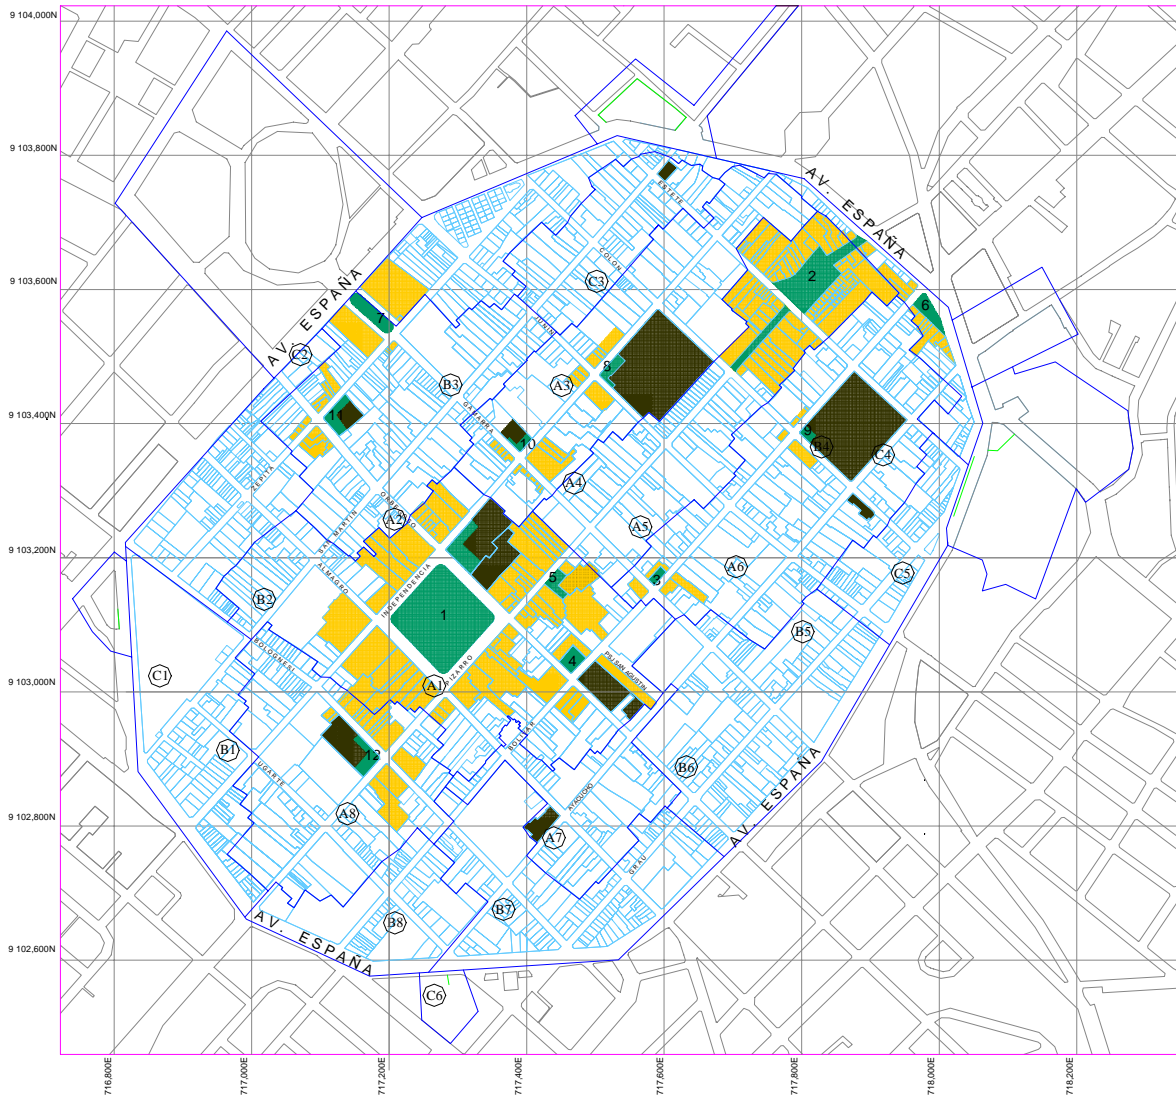 9 104,000N
9 103,800N
AV. ESPAÑA
ESTETE
COLON
2
C3
9 103,600N
AV. ESPAÑA
6
7
JUNIN
C2
8
B3
A3
9 103,400N
GAMARRA
11
10
9
B4
C4
ZEPITA
A4
ORBEGOSO
A2
SAN MARTIN
A5
9 103,200N
A6
ALMAGRO
INDEPENDENCIA
5
3
C5
B2
1
B5
BOLOGNESI
4
PIZARRO
PSJ.SAN AGUSTIN
C1
A1
9 103,000N
BOLIVAR
B1
12
UGARTE
B6
AV. ESPAÑA
AYACUCHO
A8
9 102,800N
A7
GRAU
B7
AV. ESPAÑA
B8
9 102,600N
C6
716,800E
717,000E
717,200E
717,400E
717,600E
717,800E
718,000E
718,200E